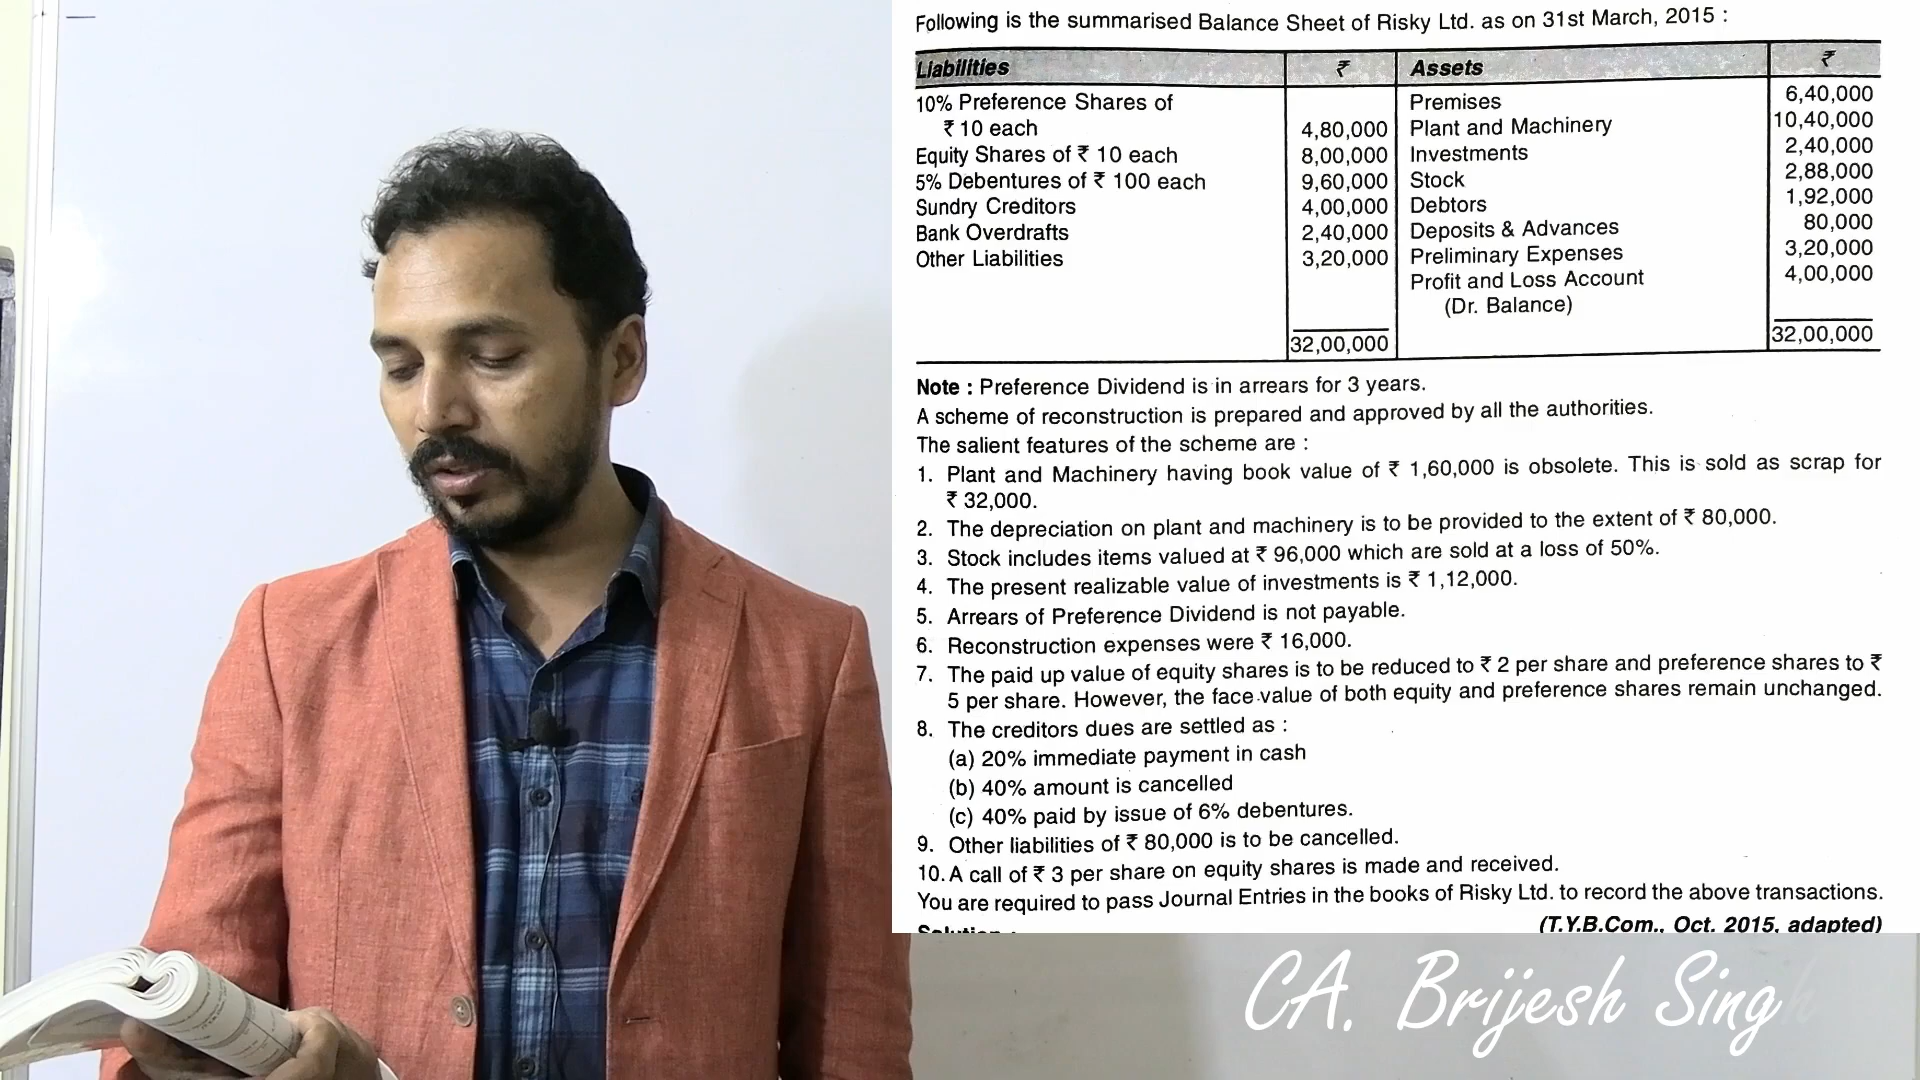 Following is the summarised Balance Sheet of Risky Ltd. as on 31st March, 2015 :
Liabilities ₹ Assets ₹
10% Preference Shares of Premises 6,40,000
₹ 10 each 4,80,000 Plant and Machinery 10,40,000
Equity Shares of ₹ 10 each 8,00,000 Investments 2,40,000
5% Debentures of ₹ 100 each 9,60,000 Stock 2,88,000
Sundry Creditors 4,00,000 Debtors 1,92,000
Bank Overdrafts 2,40,000 Deposits & Advances 80,000
Other Liabilities 3,20,000 Preliminary Expenses 3,20,000
Profit and Loss Account 4,00,000
(Dr. Balance)
32,00,000 32,00,000
Note : Preference Dividend is in arrears for 3 years.
A scheme of reconstruction is prepared and approved by all the authorities.
The salient features of the scheme are :
1. Plant and Machinery having book value of ₹ 1,60,000 is obsolete. This is sold as scrap for
₹ 32,000.
2. The depreciation on plant and machinery is to be provided to the extent of ₹ 80,000.
3. Stock includes items valued at ₹ 96,000 which are sold at a loss of 50%.
4. The present realizable value of investments is ₹ 1,12,000.
5. Arrears of Preference Dividend is not payable.
6. Reconstruction expenses were ₹ 16,000.
7. The paid up value of equity shares is to be reduced to ₹ 2 per share and preference shares to ₹
5 per share. However, the face value of both equity and preference shares remain unchanged.
8. The creditors dues are settled as :
(a) 20% immediate payment in cash
(b) 40% amount is cancelled
(c) 40% paid by issue of 6% debentures.
9. Other liabilities of ₹ 80,000 is to be cancelled.
10. A call of ₹ 3 per share on equity shares is made and received.
You are required to pass Journal Entries in the books of Risky Ltd. to record the above transactions.
(T.Y.B.Com., Oct. 2015, adapted)
Solution :
CA. Brijesh Singh